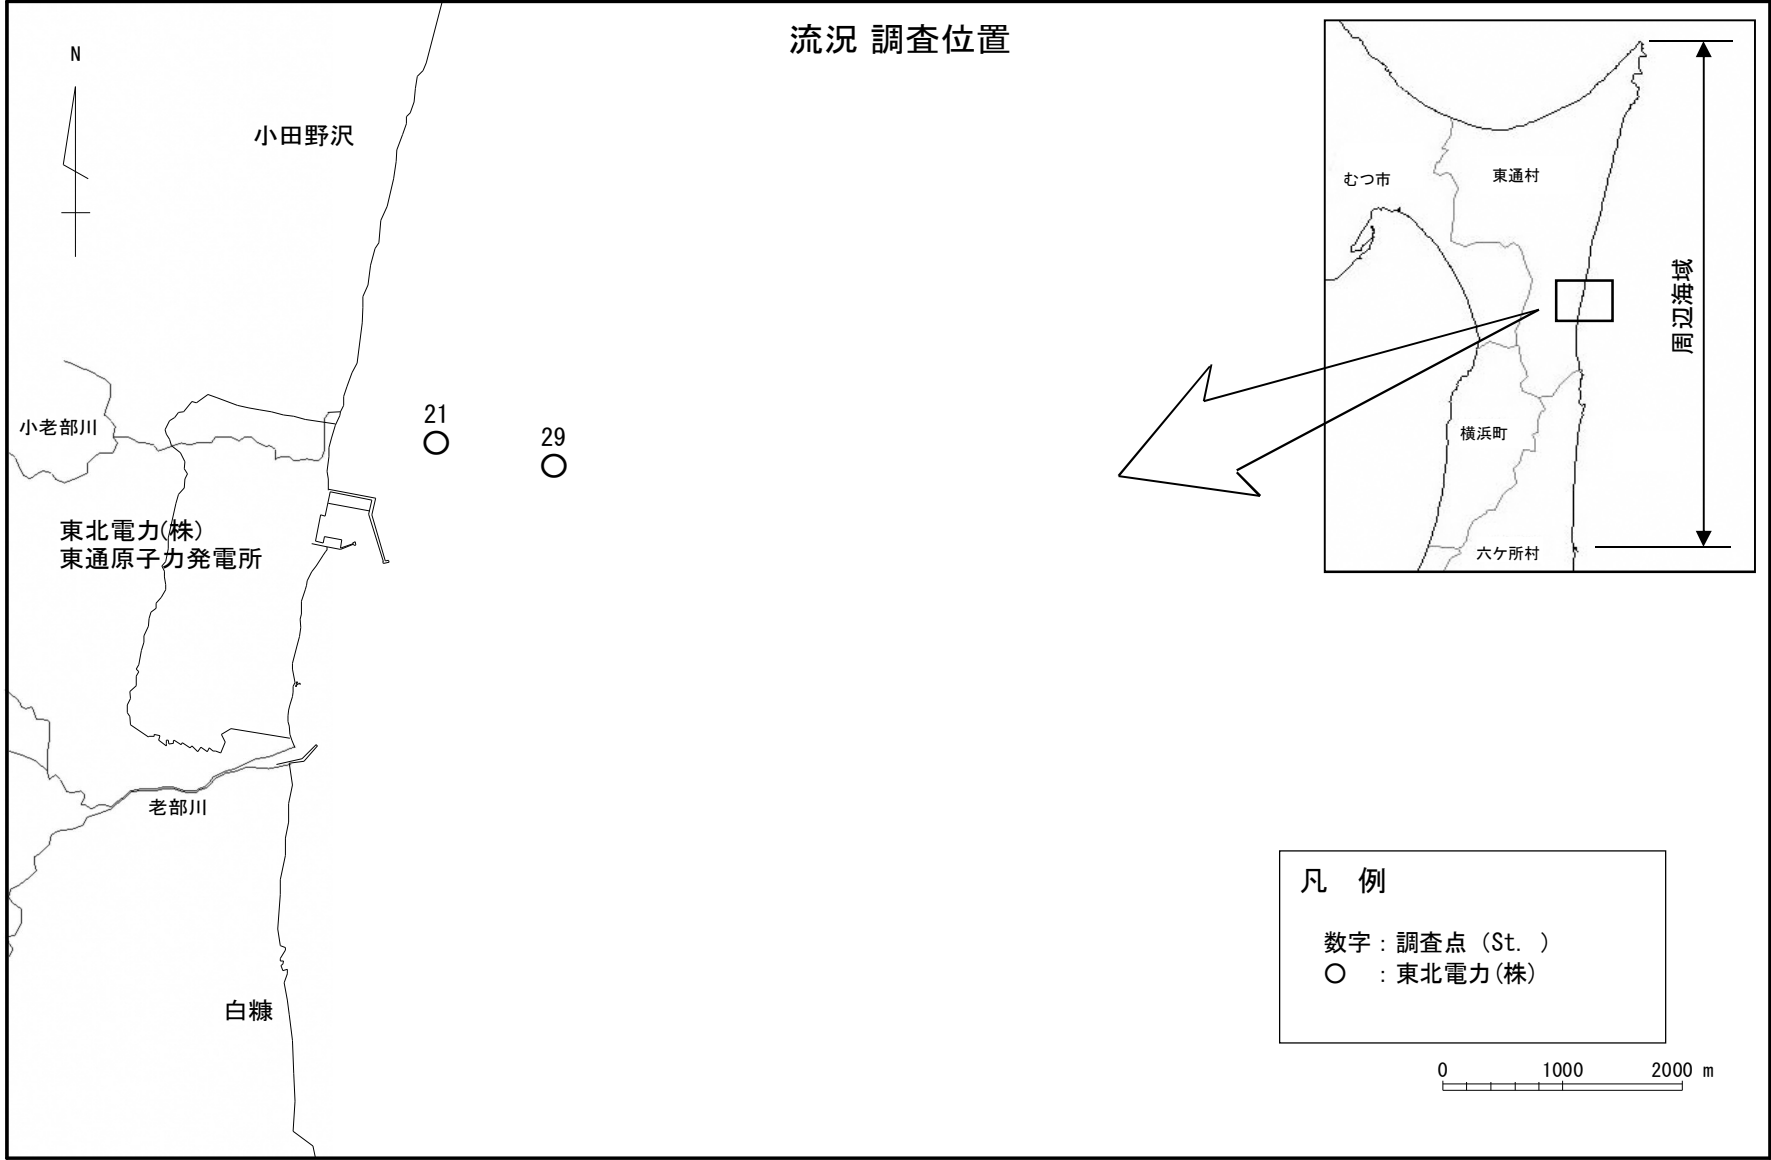 流況 調査位置
N
小田野沢
むつ市
東通村
周辺海域
横浜町
六ケ所村
21
29
小老部川
東北電力(株)
東通原子力発電所
老部川
白糠
凡 例
数字：調査点（St. ）
○ ：東北電力(株)
0 1000 2000 m